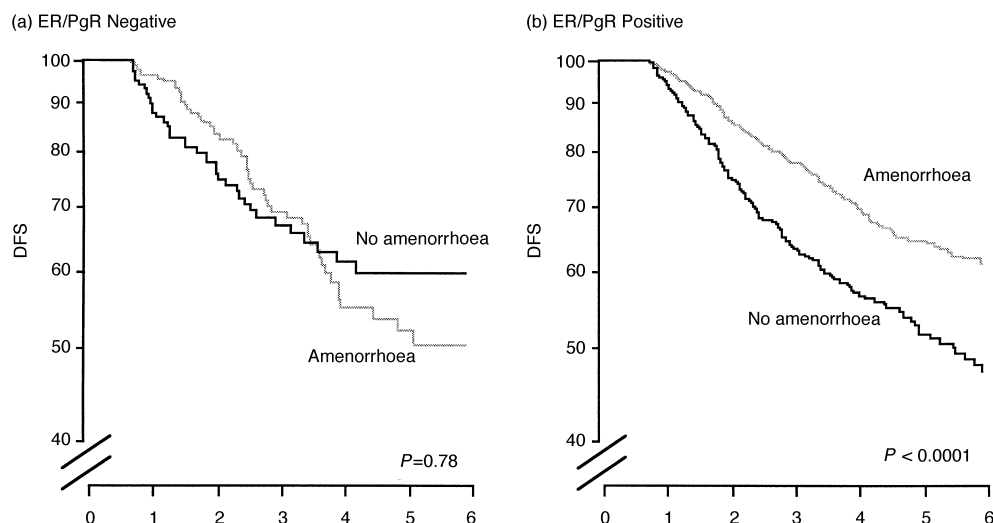 (a) ER/PgR Negative
100
90
80
70
60
50
40
DFS
No amenorrhoea
Amenorrhoea
P=0.78
0 1 2 3 4 5 6
(b) ER/PgR Positive
100
90
80
70
60
50
40
DFS
Amenorrhoea
No amenorrhoea
P < 0.0001
0 1 2 3 4 5 6